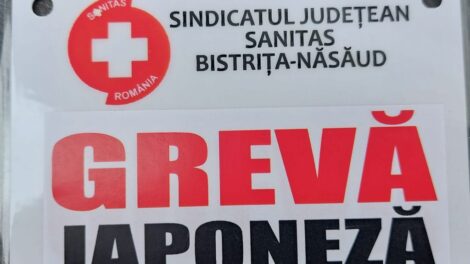 SANITAS
ROMÂNIA
SINDICATUL JUDEȚEAN
SANITAS
BISTRIȚA-NĂSĂUD
GREVĂ
JAPONEZĂ